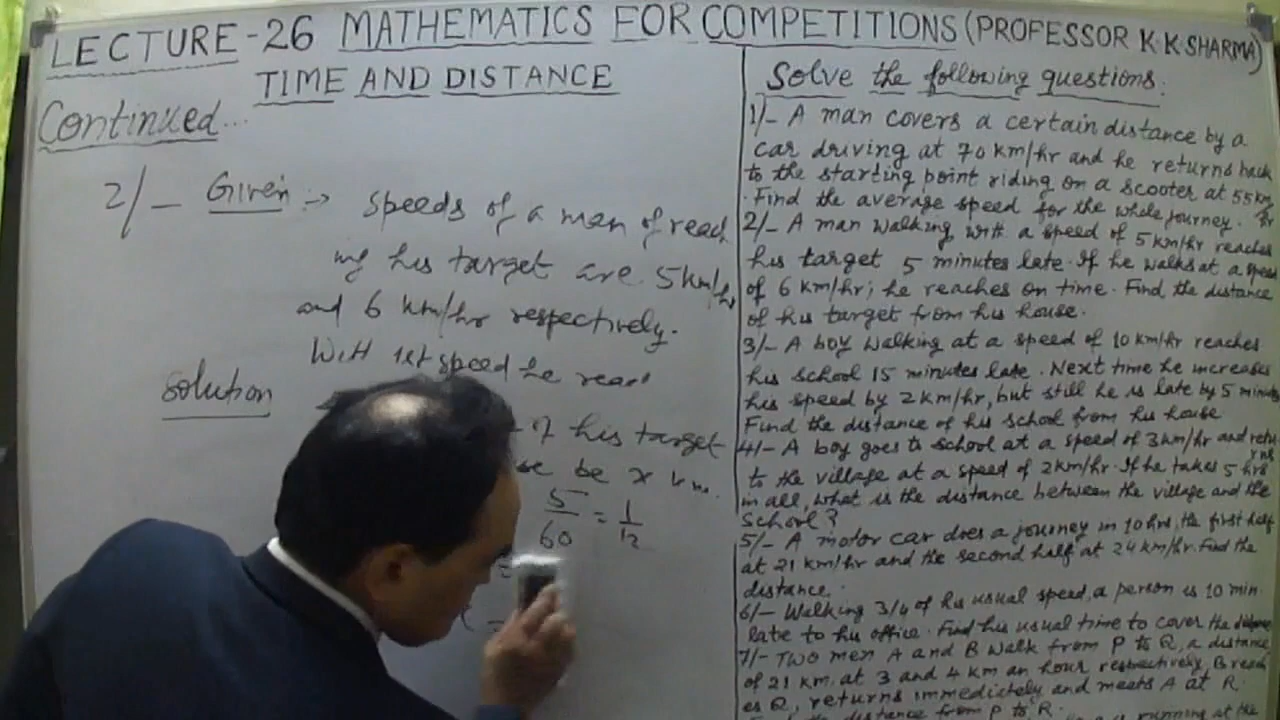 LECTURE-26 MATHEMATICS FOR COMPETITIONS (PROFESSOR K.K.SHARMA)
TIME AND DISTANCE
Continued...
2/- Given :-> Speeds of a man of reach
ing his target are 5 km/hr
and 6 km/hr respectively.
With 1st speed he reac
Solution
of his target
se be x km.
5/60 = 1/12
=
x =
Solve the following questions:
1/- A man covers a certain distance by a
car driving at 70 km/hr and he returns back
to the starting point riding on a scooter at 55 km/hr
. Find the average speed for the whole journey.
2/- A man walking with a speed of 5 km/hr reaches
his target 5 minutes late. If he walks at a speed
of 6 km/hr, he reaches on time. Find the distance
of his target from his house.
3/- A boy walking at a speed of 10 km/hr reaches
his school 15 minutes late. Next time he increases
his speed by 2 km/hr, but still he is late by 5 minutes
Find the distance of his school from his house
4/- A boy goes to school at a speed of 3 km/hr and returns
to the village at a speed of 2 km/hr. If he takes 5 hrs
in all, what is the distance between the village and the
school?
5/- A motor car does a journey in 10 hrs, the first half
at 21 km/hr and the second half at 24 km/hr. Find the
distance.
6/- Walking 3/4 of his usual speed, a person is 10 min.
late to his office. Find his usual time to cover the distance
7/- Two men A and B walk from P to Q, a distance
of 21 km, at 3 and 4 km an hour respectively, B reach
es Q, returns immediately and meets A at R.
distance from P to R.
running at the